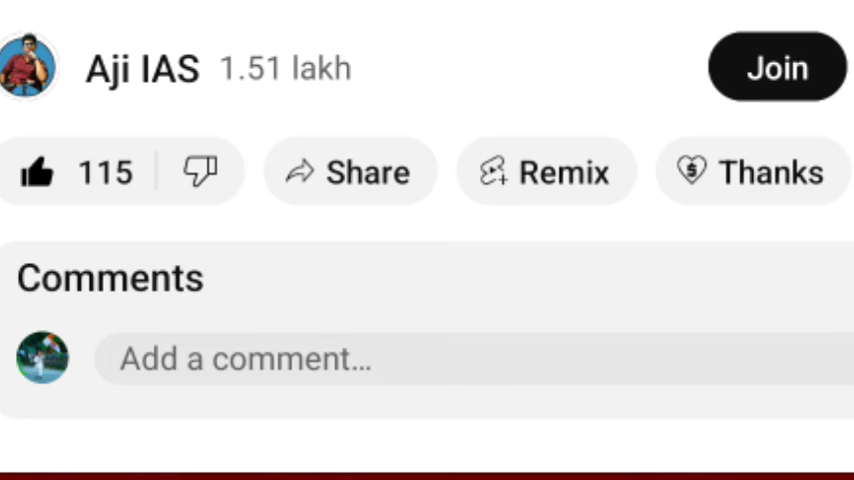 Aji IAS 1.51 lakh Join
115 Share Remix Thanks
Comments
Add a comment...